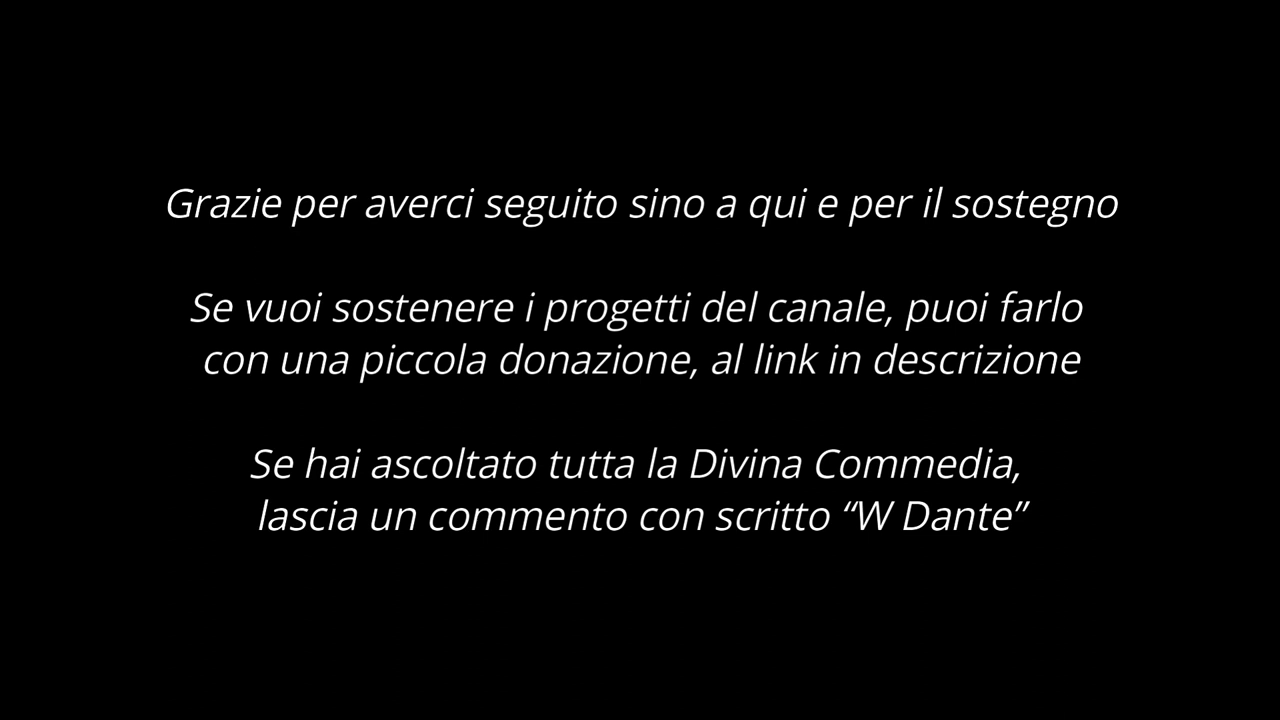 Grazie per averci seguito sino a qui e per il sostegno
Se vuoi sostenere i progetti del canale, puoi farlo
con una piccola donazione, al link in descrizione
Se hai ascoltato tutta la Divina Commedia,
lascia un commento con scritto “W Dante”